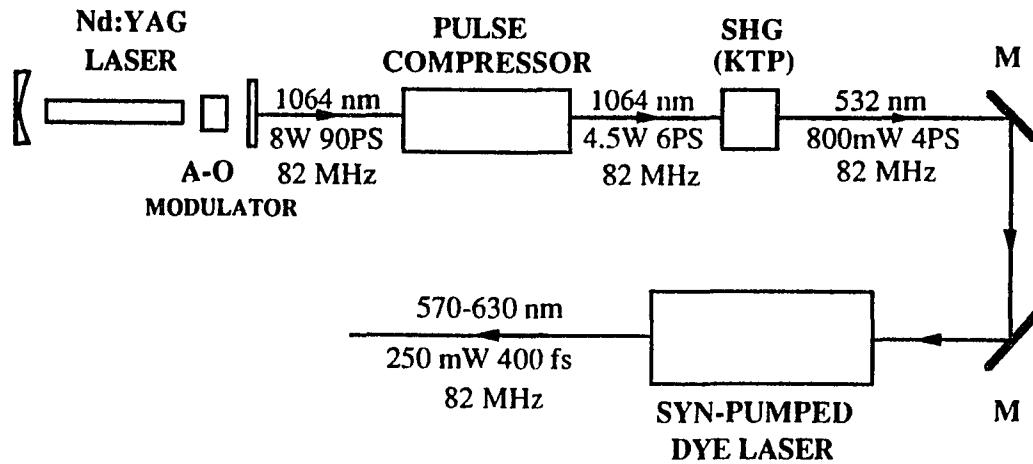 Nd:YAG
LASER
A-O
MODULATOR
1064 nm
8W 90PS
82 MHz
PULSE
COMPRESSOR
1064 nm
4.5W 6PS
82 MHz
SHG
(KTP)
532 nm
800mW 4PS
82 MHz
M
M
SYN-PUMPED
DYE LASER
570-630 nm
250 mW 400 fs
82 MHz